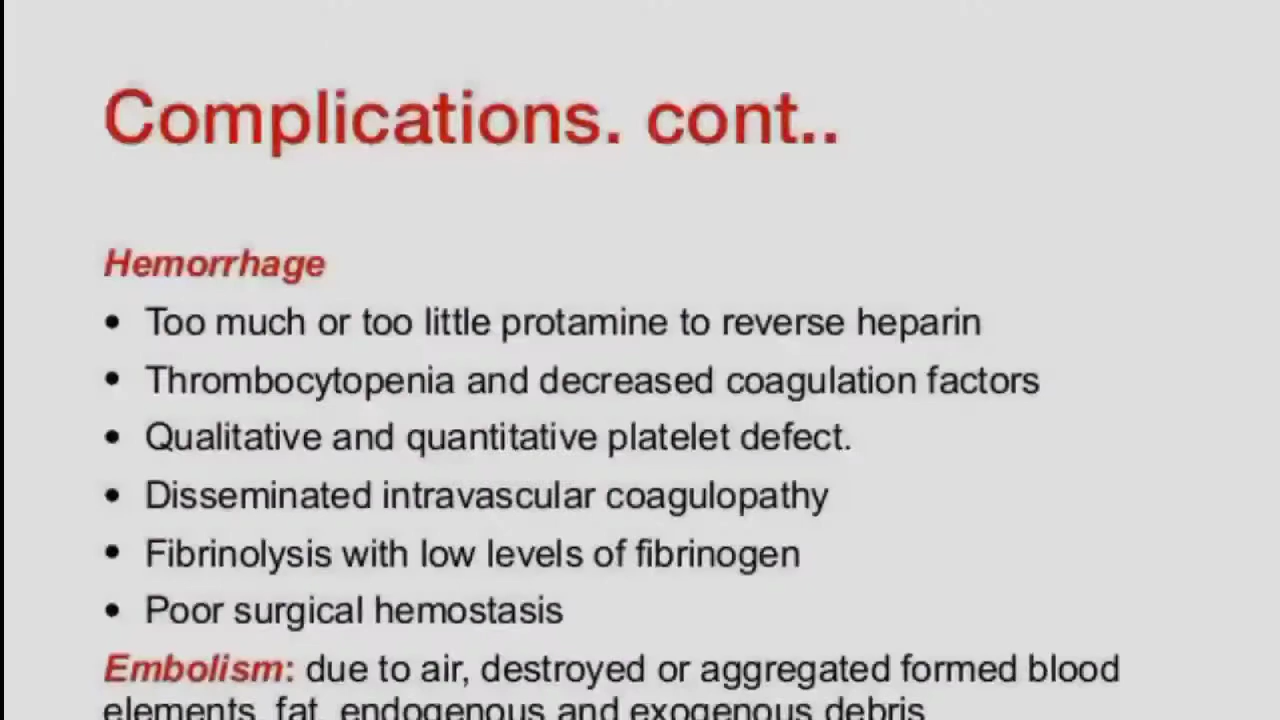 Complications. cont..
Hemorrhage
• Too much or too little protamine to reverse heparin
• Thrombocytopenia and decreased coagulation factors
• Qualitative and quantitative platelet defect.
• Disseminated intravascular coagulopathy
• Fibrinolysis with low levels of fibrinogen
• Poor surgical hemostasis
Embolism: due to air, destroyed or aggregated formed blood
elements, fat, endogenous and exogenous debris